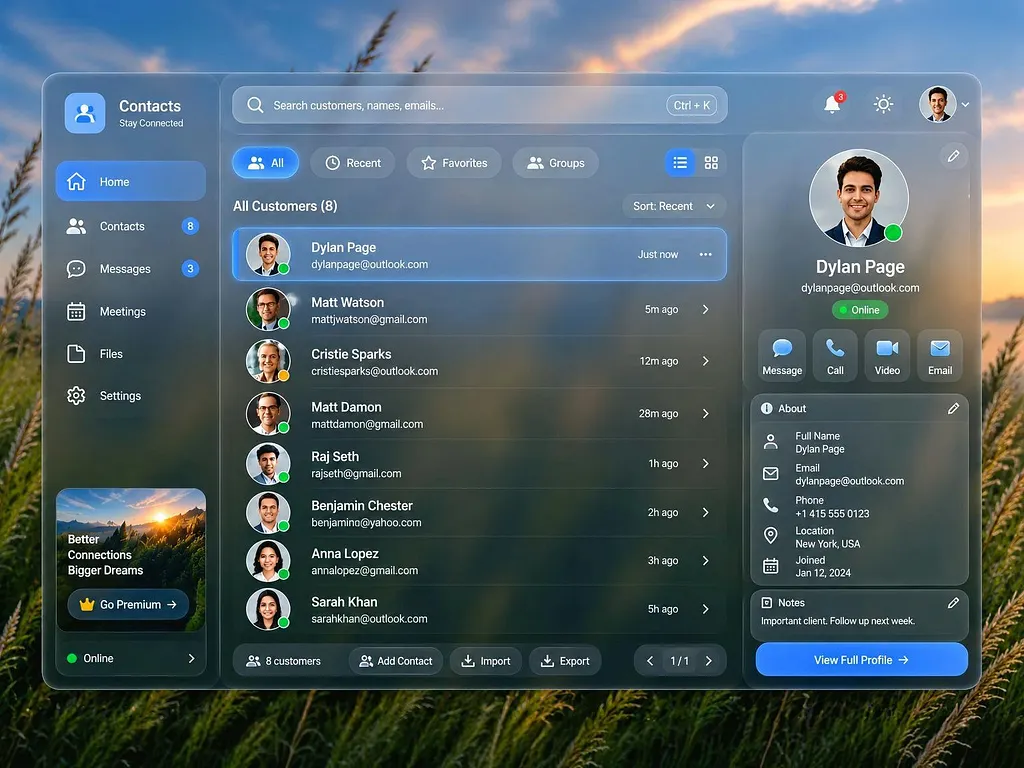 Contacts
Stay Connected
Home
Contacts 8
Messages 3
Meetings
Files
Settings
Better
Connections
Bigger Dreams
Go Premium →
Online
Search customers, names, emails...
Ctrl + K
3
All
Recent
Favorites
Groups
All Customers (8)
Sort: Recent
Dylan Page
dylanpage@outlook.com
Just now
Matt Watson
mattjwatson@gmail.com
5m ago
Cristie Sparks
cristiesparks@outlook.com
12m ago
Matt Damon
mattdamon@gmail.com
28m ago
Raj Seth
rajseth@gmail.com
1h ago
Benjamin Chester
benjamino@yahoo.com
2h ago
Anna Lopez
annalopez@gmail.com
3h ago
Sarah Khan
sarahkhan@outlook.com
5h ago
8 customers
Add Contact
Import
Export
1/1
Dylan Page
dylanpage@outlook.com
Online
Message
Call
Video
Email
About
Full Name
Dylan Page
Email
dylanpage@outlook.com
Phone
+1 415 555 0123
Location
New York, USA
Joined
Jan 12, 2024
Notes
Important client. Follow up next week.
View Full Profile →